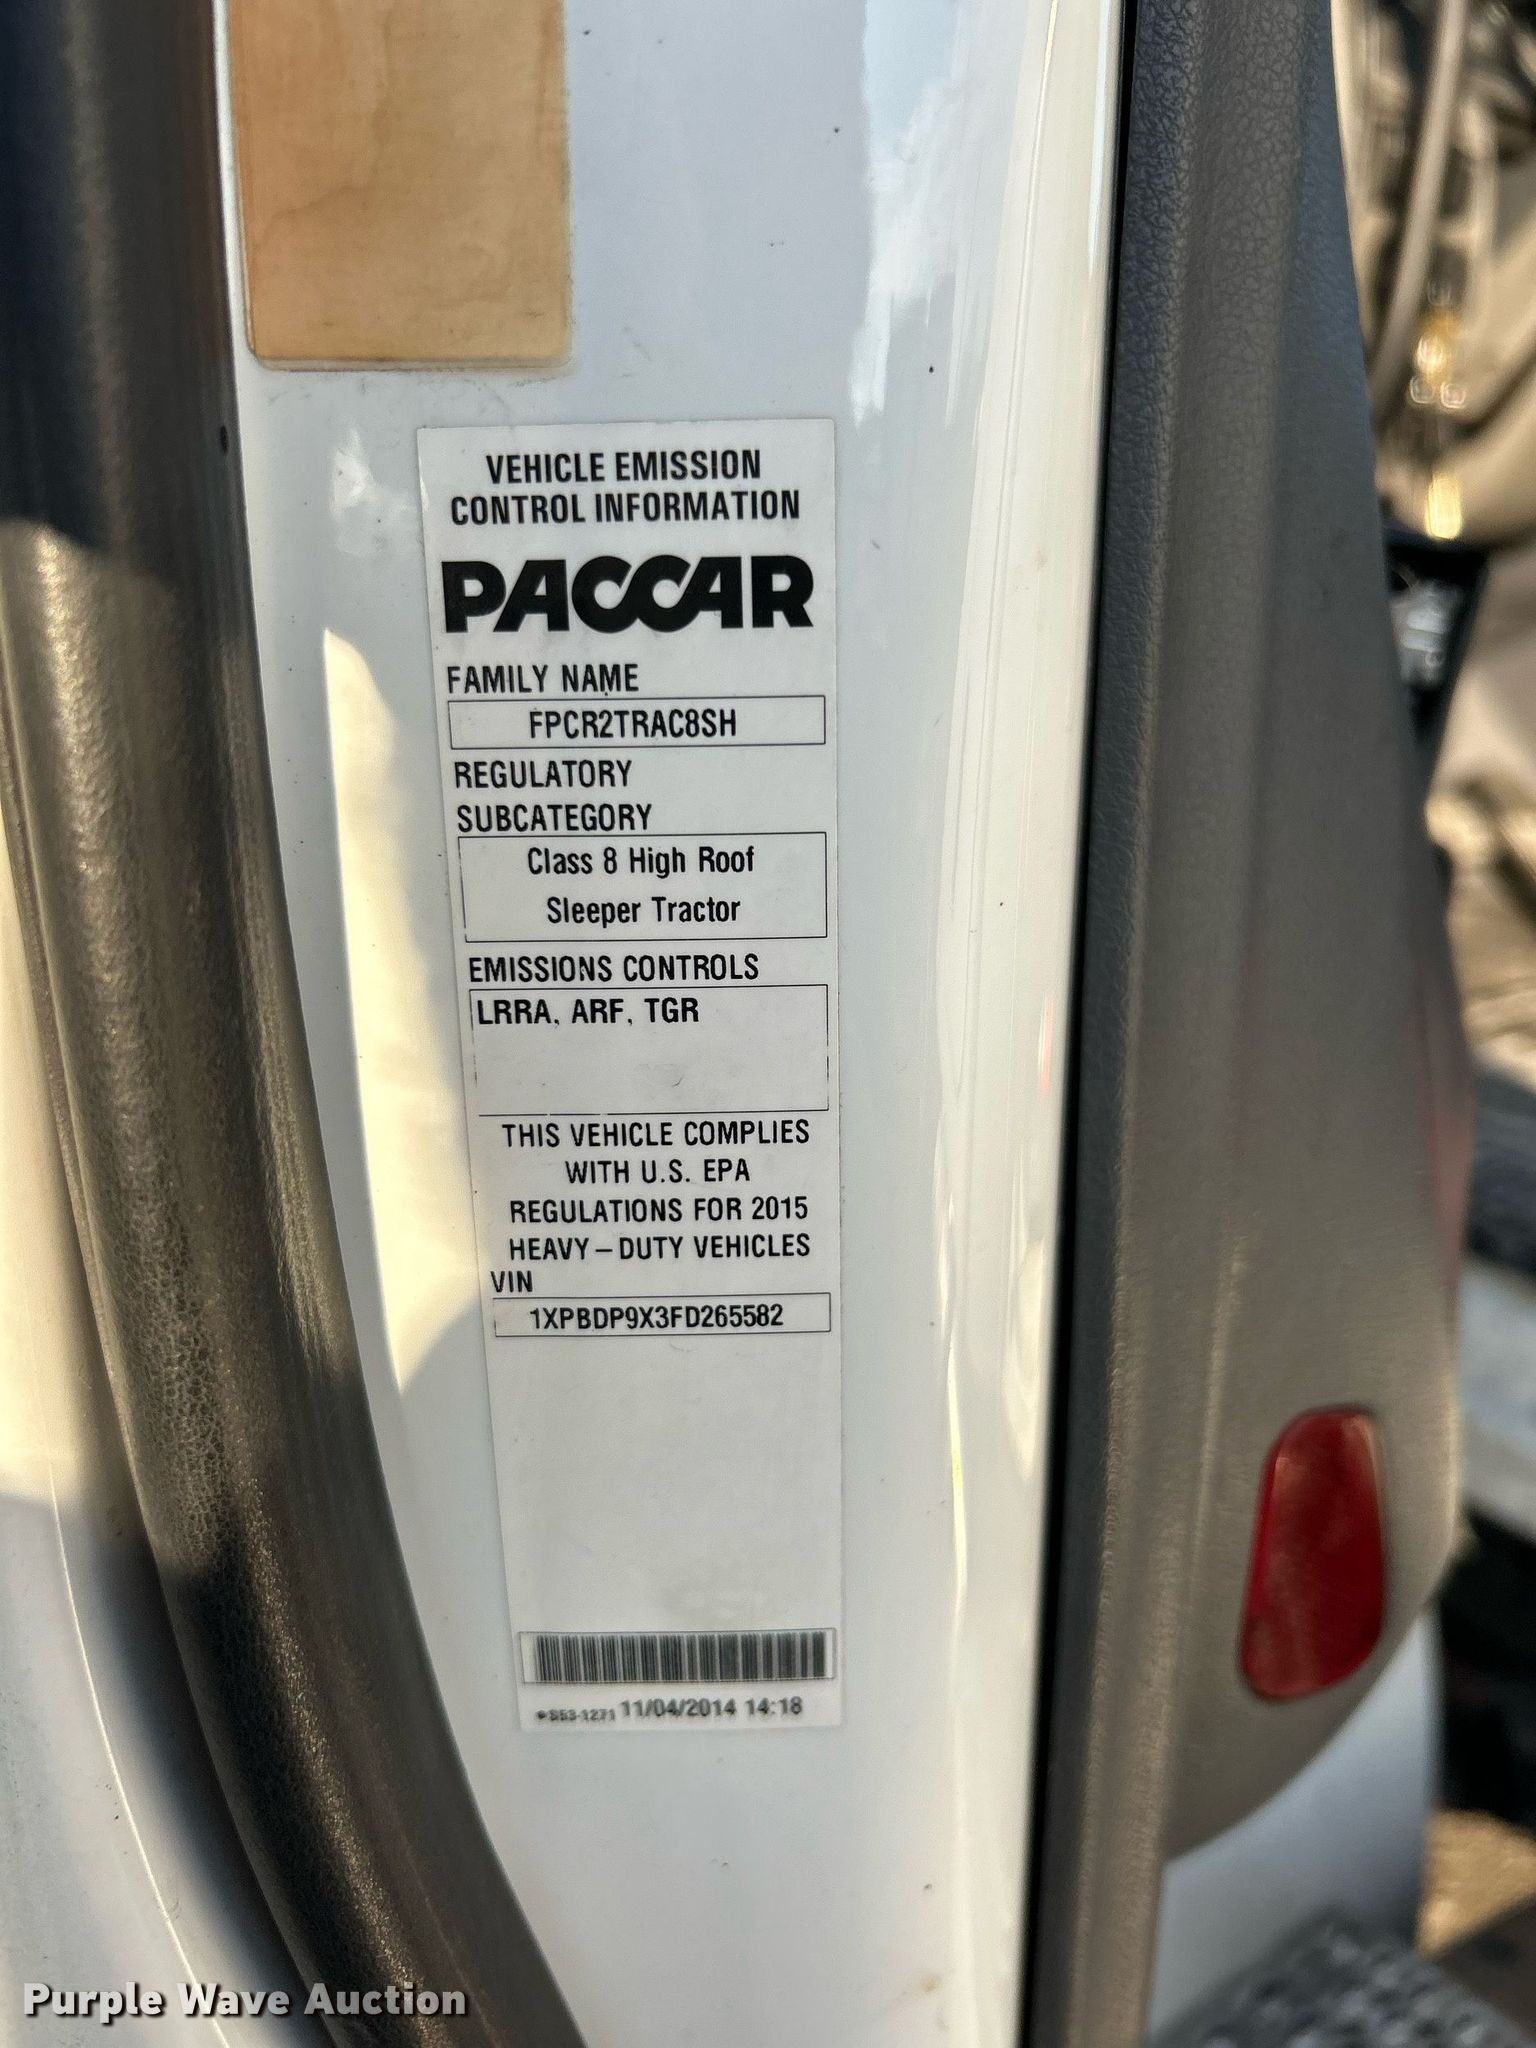 VEHICLE EMISSION
CONTROL INFORMATION
PACCAR
FAMILY NAME
FPCR2TRAC8SH
REGULATORY
SUBCATEGORY
Class 8 High Roof
Sleeper Tractor
EMISSIONS CONTROLS
LRRA, ARF, TGR
THIS VEHICLE COMPLIES
WITH U.S. EPA
REGULATIONS FOR 2015
HEAVY-DUTY VEHICLES
VIN
1XPBDP9X3FD265582
S53-1271 11/04/2014 14:18
Purple Wave Auction